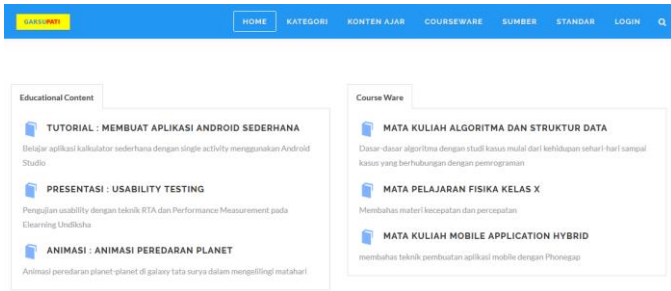 GAKSUPATI
HOME KATEGORI KONTEN AJAR COURSEWARE SUMBER STANDAR LOGIN
Educational Content
TUTORIAL : MEMBUAT APLIKASI ANDROID SEDERHANA
Belajar aplikasi kalkulator sederhana dengan single activity menggunakan Android
Studio
PRESENTASI : USABILITY TESTING
Pengujian usability dengan teknik RTA dan Performance Measurement pada
Elearning Undiksha
ANIMASI : ANIMASI PEREDARAN PLANET
Animasi peredaran planet-planet di galaxy tata surya dalam mengelilingi matahari
Course Ware
MATA KULIAH ALGORITMA DAN STRUKTUR DATA
Dasar-dasar algoritma dengan studi kasus mulai dari kehidupan sehari-hari sampai
kasus yang berhubungan dengan pemrograman
MATA PELAJARAN FISIKA KELAS X
Membahas materi kecepatan dan percepatan
MATA KULIAH MOBILE APPLICATION HYBRID
membahas teknik pembuatan aplikasi mobile dengan Phonegap